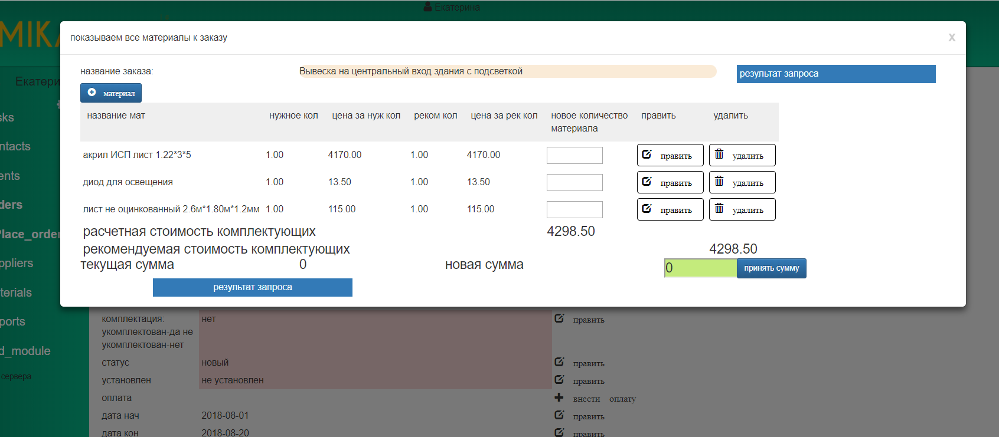 Екатерина
MIKA
показываем все материалы к заказу
x
название заказа:
Вывеска на центральный вход здания с подсветкой
результат запроса
Екатери
материал
название мат
нужное кол
цена за нуж кол
реком кол
цена за рек кол
новое количество
материала
править
удалить
акрил ИСП лист 1.22*3*5
1.00
4170.00
1.00
4170.00
править
удалить
диод для освещения
1.00
13.50
1.00
13.50
править
удалить
лист не оцинкованный 2.6м*1.80м*1.2мм
1.00
115.00
1.00
115.00
править
удалить
расчетная стоимость комплектующих
4298.50
рекомендуемая стоимость комплектующих
4298.50
текущая сумма
0
новая сумма
0
принять сумму
результат запроса
sks
ntacts
ents
ders
Place_order
ppliers
terials
ports
d_module
сервера
комплектация:
укомплектован-да не
укомплектован-нет
нет
править
статус
новый
править
установлен
не установлен
править
оплата
внести оплату
дата нач
2018-08-01
править
дата кон
2018-08-20
править